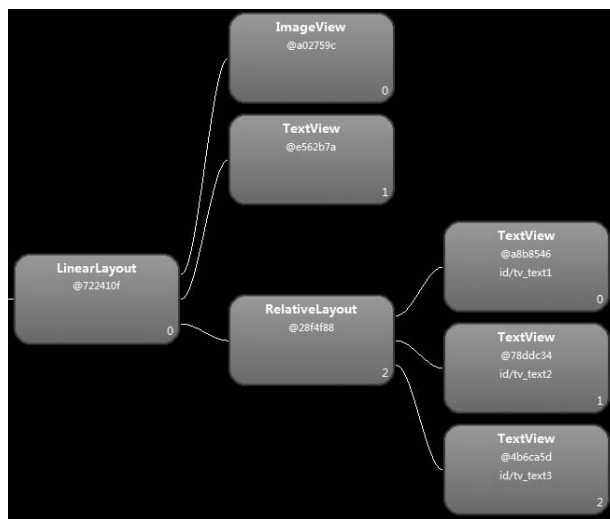 ImageView
@a02759c
0
TextView
@e562b7a
1
LinearLayout
@722410f
0
RelativeLayout
@28f4f88
2
TextView
@a8b8546
id/tv_text1
0
TextView
@78ddc34
id/tv_text2
1
TextView
@4b6ca5d
id/tv_text3
2